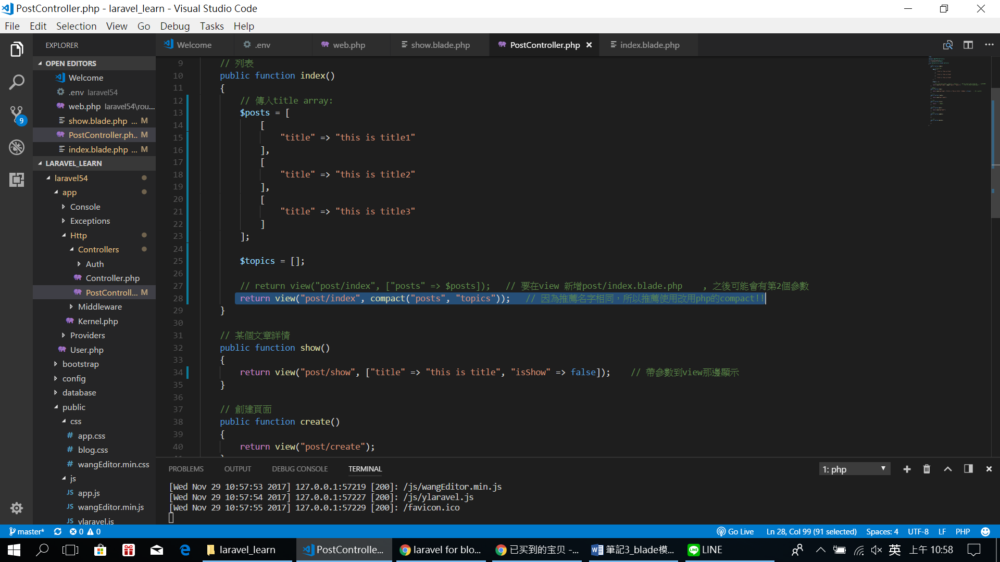 PostController.php - laravel_learn - Visual Studio Code
File Edit Selection View Go Debug Tasks Help
EXPLORER
OPEN EDITORS
Welcome
.env laravel54
web.php laravel54\rou...
show.blade.php ... M
PostController.ph... M
index.blade.php ... M
LARAVEL_LEARN
laravel54
app
Console
Exceptions
Http
Controllers
Auth
Controller.php
PostControll... M
Middleware
Kernel.php
Providers
User.php
bootstrap
config
database
public
css
app.css
blog.css
wangEditor.min.css
js
app.js
wangEditor.min.js
ylaravel.js
9
Welcome .env web.php show.blade.php PostController.php index.blade.php
9 // 列表
10 public function index()
11 {
12 // 傳入title array:
13 $posts = [
14 [
15 "title" => "this is title1"
16 ],
17 [
18 "title" => "this is title2"
19 ],
20 [
21 "title" => "this is title3"
22 ]
23 ];
24
25 $topics = [];
26
27 // return view("post/index", ["posts" => $posts]); // 要在view 新增post/index.blade.php , 之後可能會有第2個參數
28 return view("post/index", compact("posts", "topics")); // 因為推薦名字相同，所以推薦使用改用php的compact!!
29 }
30
31 // 某個文章詳情
32 public function show()
33 {
34 return view("post/show", ["title" => "this is title", "isShow" => false]); // 帶參數到view那邊顯示
35 }
36
37 // 創建頁面
38 public function create()
39 {
40 return view("post/create");
PROBLEMS OUTPUT DEBUG CONSOLE TERMINAL 1: php
[Wed Nov 29 10:57:53 2017] 127.0.0.1:57219 [200]: /js/wangEditor.min.js
[Wed Nov 29 10:57:54 2017] 127.0.0.1:57227 [200]: /js/ylaravel.js
[Wed Nov 29 10:57:55 2017] 127.0.0.1:57229 [200]: /favicon.ico
master* 0 0 Go Live Ln 28, Col 99 (91 selected) Spaces: 4 UTF-8 LF PHP
laravel_learn PostControlle... laravel for blo... 已买到的宝贝 -... 筆記3_blade模... LINE 英 上午 10:58